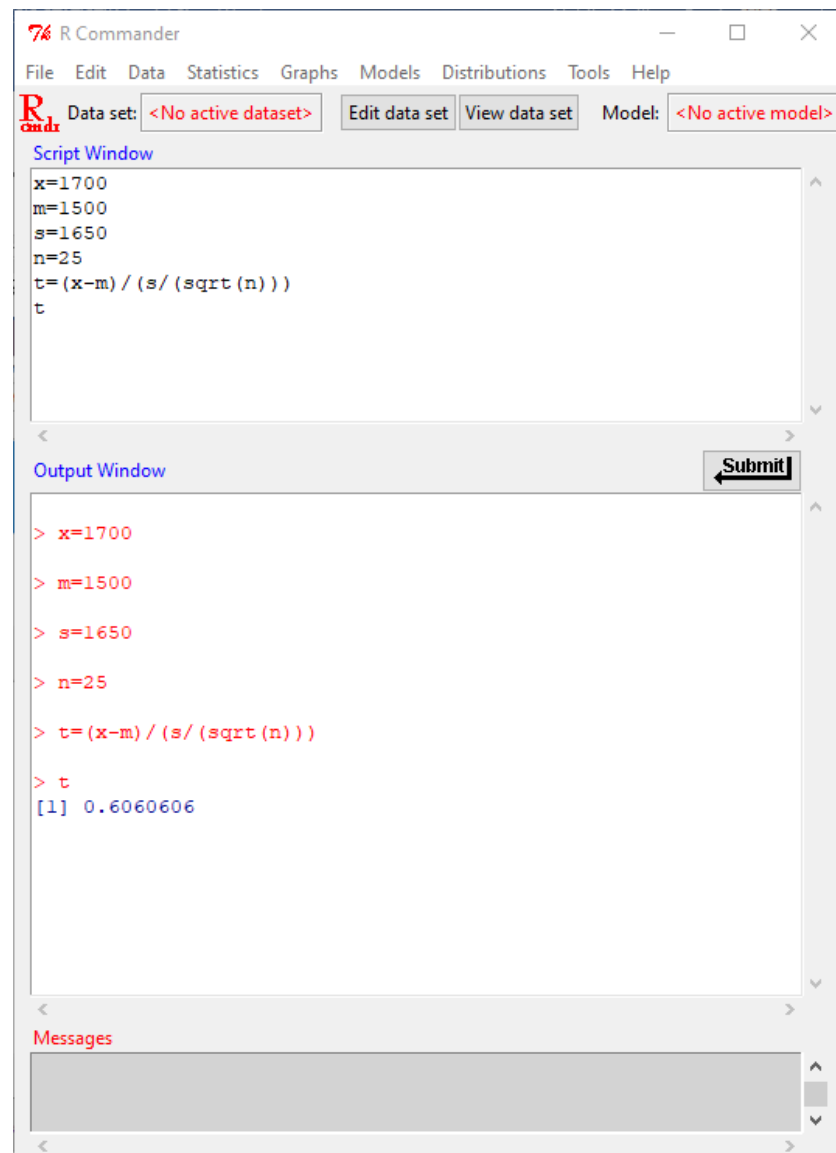 R Commander
File Edit Data Statistics Graphs Models Distributions Tools Help
R cmdr Data set: <No active dataset> Edit data set View data set Model: <No active model>
Script Window
x=1700
m=1500
s=1650
n=25
t=(x-m)/(s/(sqrt(n)))
t
Output Window
Submit
> x=1700
> m=1500
> s=1650
> n=25
> t=(x-m)/(s/(sqrt(n)))
> t
[1] 0.6060606
Messages